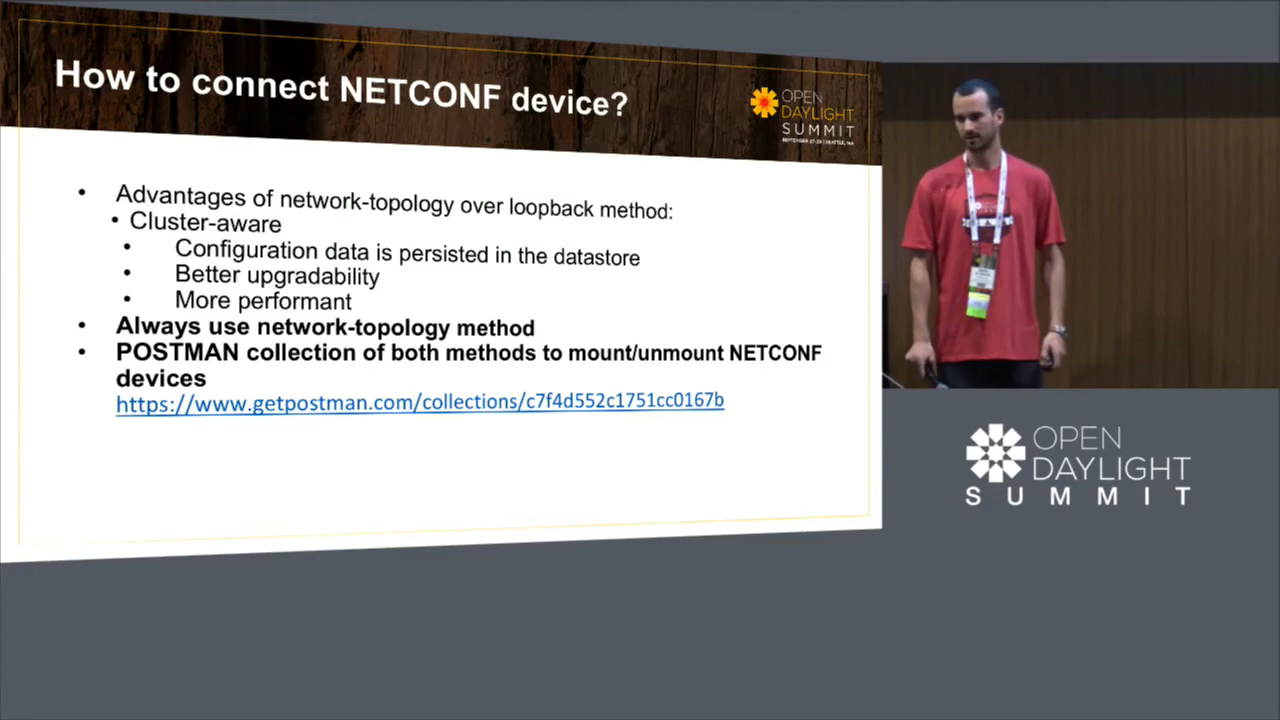 How to connect NETCONF device?
OPEN
DAYLIGHT
SUMMIT
• Advantages of network-topology over loopback method:
• Cluster-aware
• Configuration data is persisted in the datastore
• Better upgradability
• More performant
• Always use network-topology method
• POSTMAN collection of both methods to mount/unmount NETCONF
devices
https://www.getpostman.com/collections/c7f4d552c1751cc0167b
OPEN
DAYLIGHT
SUMMIT